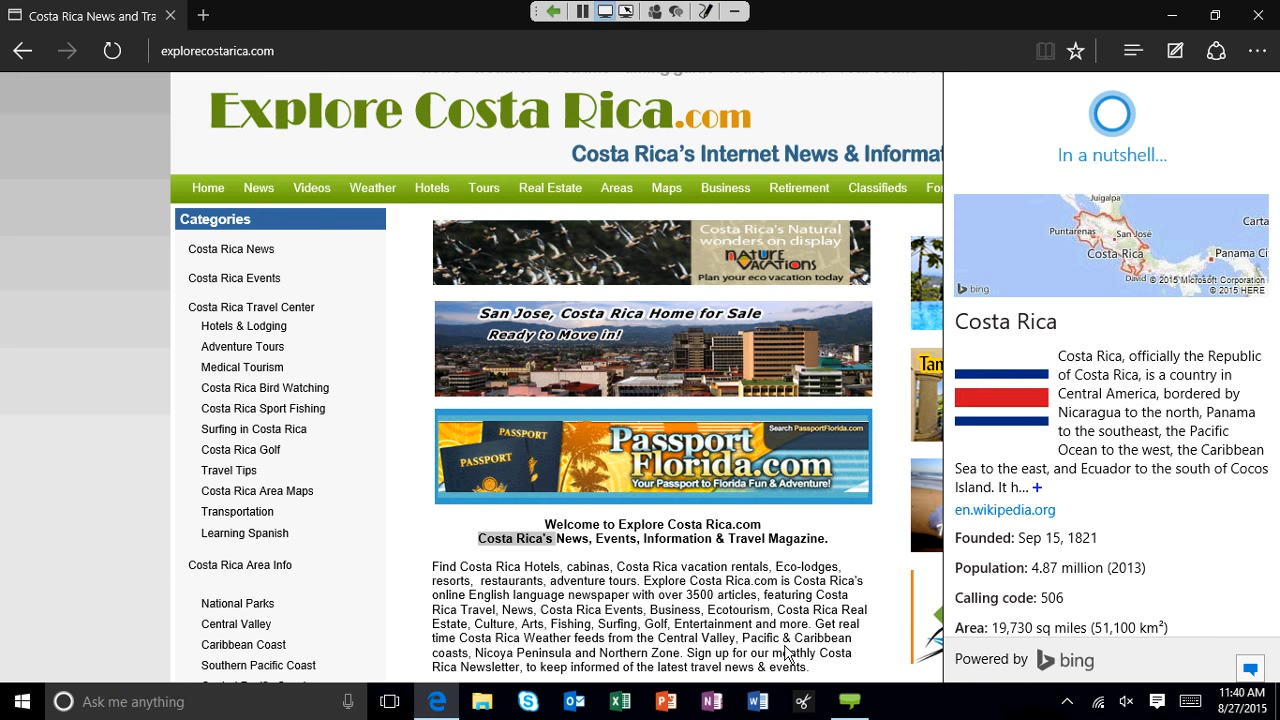 Costa Rica News and Tra
explorecostarica.com
Explore Costa Rica.com
Costa Rica's Internet News & Informat
Home News Videos Weather Hotels Tours Real Estate Areas Maps Business Retirement Classifieds For
Categories
Costa Rica News
Costa Rica Events
Costa Rica Travel Center
Hotels & Lodging
Adventure Tours
Medical Tourism
Costa Rica Bird Watching
Costa Rica Sport Fishing
Surfing in Costa Rica
Costa Rica Golf
Travel Tips
Costa Rica Area Maps
Transportation
Learning Spanish
Costa Rica Area Info
National Parks
Central Valley
Caribbean Coast
Southern Pacific Coast
Costa Rica's Natural
wonders on display
NATURE
VACATIONS
Plan your eco vacation today
San Jose, Costa Rica Home for Sale
Ready to Move in!
PASSPORT
PASSPORT
Search PassportFlorida.com
Passport
Florida.com
Your Passport to Florida Fun & Adventure!
Welcome to Explore Costa Rica.com
Costa Rica's News, Events, Information & Travel Magazine.
Find Costa Rica Hotels, cabinas, Costa Rica vacation rentals, Eco-lodges,
resorts, restaurants, adventure tours. Explore Costa Rica.com is Costa Rica's
online English language newspaper with over 3500 articles, featuring Costa
Rica Travel, News, Costa Rica Events, Business, Ecotourism, Costa Rica Real
Estate, Culture, Arts, Fishing, Surfing, Golf, Entertainment and more. Get real
time Costa Rica Weather feeds from the Central Valley, Pacific & Caribbean
coasts, Nicoya Peninsula and Northern Zone. Sign up for our monthly Costa
Rica Newsletter, to keep informed of the latest travel news & events.
Tam
In a nutshell...
Juigalpa
Puntarenas
San José
Costa Rica
Carta
Panama Ci
David
© 2015 Microsoft Corporation
© 2015 HERE
bing
Costa Rica
Costa Rica, officially the Republic
of Costa Rica, is a country in
Central America, bordered by
Nicaragua to the north, Panama
to the southeast, the Pacific
Ocean to the west, the Caribbean
Sea to the east, and Ecuador to the south of Cocos
Island. It h... +
en.wikipedia.org
Founded: Sep 15, 1821
Population: 4.87 million (2013)
Calling code: 506
Area: 19,730 sq miles (51,100 km²)
Powered by bing
Ask me anything
11:40 AM
8/27/2015